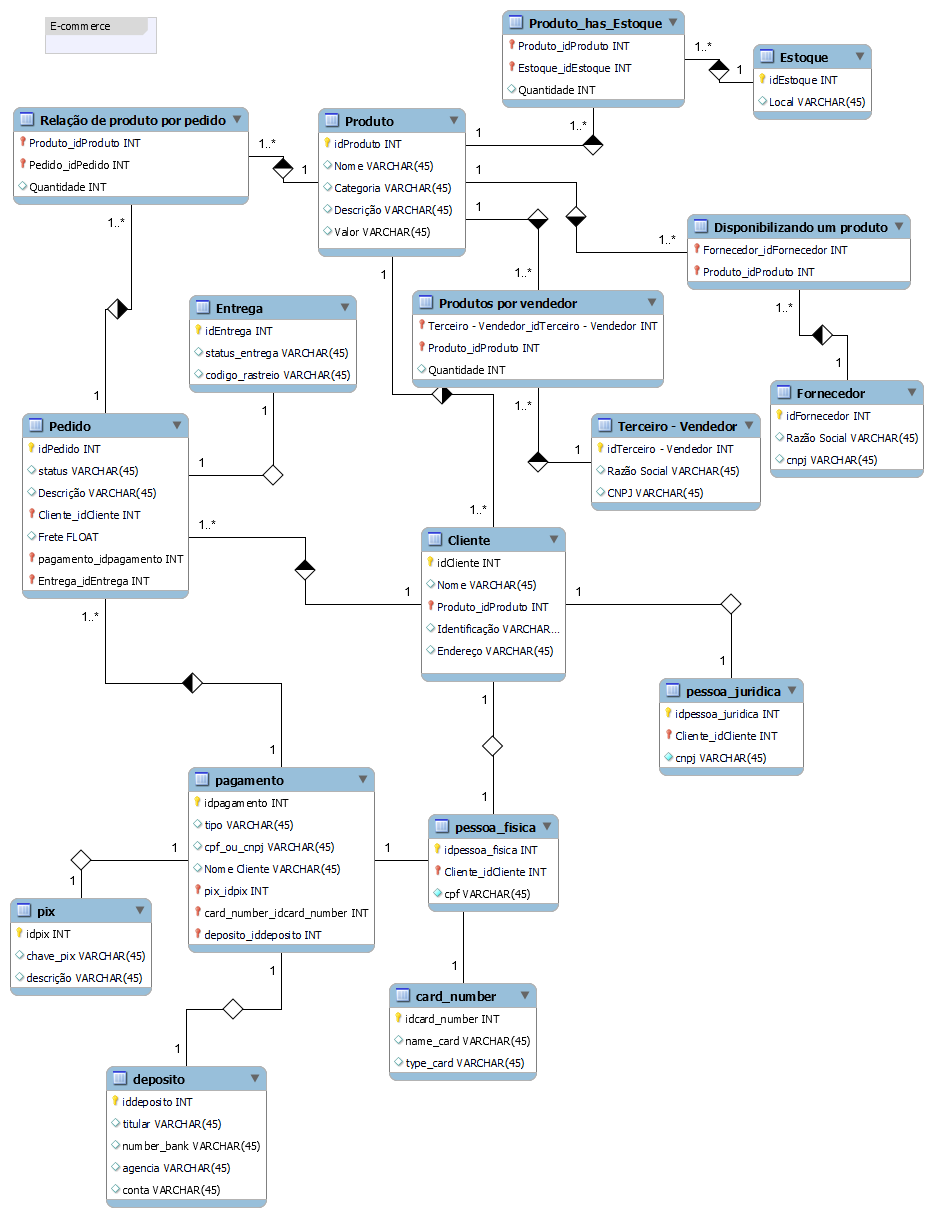 E-commerce
Produto_has_Estoque
Produto_idProduto INT
Estoque_idEstoque INT
Quantidade INT
1..*
1
Estoque
idEstoque INT
Local VARCHAR(45)
Relação de produto por pedido
Produto_idProduto INT
Pedido_idPedido INT
Quantidade INT
1..*
1
Produto
idProduto INT
Nome VARCHAR(45)
Categoria VARCHAR(45)
Descrição VARCHAR(45)
Valor VARCHAR(45)
1
1..*
1
1..*
1
1..*
1
1..*
1
Disponibilizando um produto
Fornecedor_idFornecedor INT
Produto_idProduto INT
1..*
1
Entrega
idEntrega INT
status_entrega VARCHAR(45)
codigo_rastreio VARCHAR(45)
1
1
Produtos por vendedor
Terceiro - Vendedor_idTerceiro - Vendedor INT
Produto_idProduto INT
Quantidade INT
1..*
1
Fornecedor
idFornecedor INT
Razão Social VARCHAR(45)
cnpj VARCHAR(45)
Pedido
idPedido INT
status VARCHAR(45)
Descrição VARCHAR(45)
Cliente_idCliente INT
Frete FLOAT
pagamento_idpagamento INT
Entrega_idEntrega INT
Terceiro - Vendedor
idTerceiro - Vendedor INT
Razão Social VARCHAR(45)
CNPJ VARCHAR(45)
1..*
1..*
1
Cliente
idCliente INT
Nome VARCHAR(45)
Produto_idProduto INT
Identificação VARCHAR...
Endereço VARCHAR(45)
1
1
1..*
1
1
1
pessoa_juridica
idpessoa_juridica INT
Cliente_idCliente INT
cnpj VARCHAR(45)
pagamento
idpagamento INT
tipo VARCHAR(45)
cpf_ou_cnpj VARCHAR(45)
Nome Cliente VARCHAR(45)
pix_idpix INT
card_number_idcard_number INT
deposito_iddeposito INT
1
1
1
pessoa_fisica
idpessoa_fisica INT
Cliente_idCliente INT
cpf VARCHAR(45)
pix
idpix INT
chave_pix VARCHAR(45)
descrição VARCHAR(45)
1
1
1
card_number
idcard_number INT
name_card VARCHAR(45)
type_card VARCHAR(45)
deposito
iddeposito INT
titular VARCHAR(45)
number_bank VARCHAR(45)
agencia VARCHAR(45)
conta VARCHAR(45)